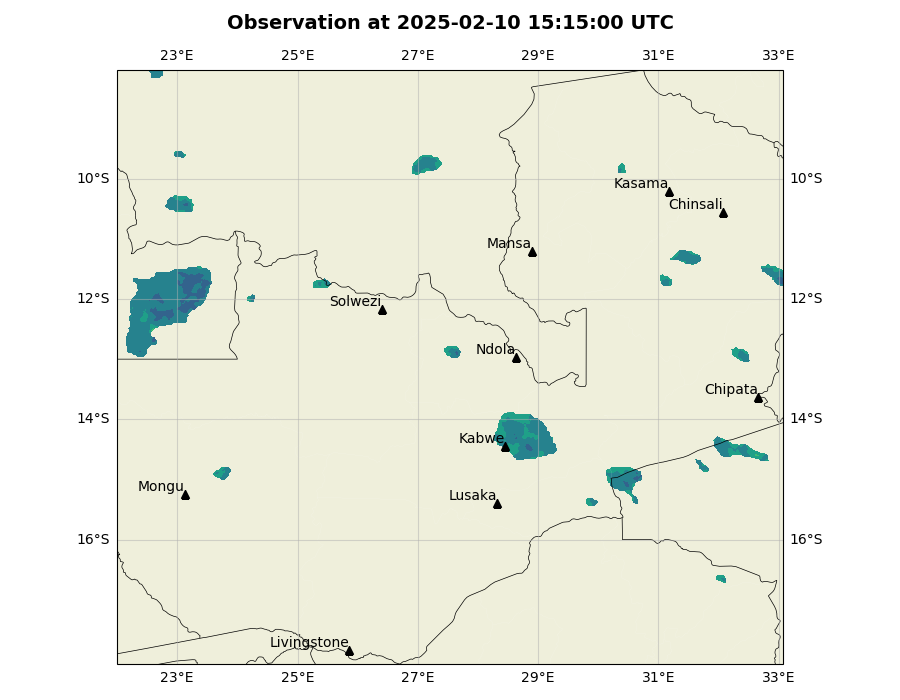 Observation at 2025-02-10 15:15:00 UTC
23°E 25°E 27°E 29°E 31°E 33°E
10°S 10°S
Kasama
Chinsali
Mansa
12°S 12°S
Solwezi
Ndola
Chipata
14°S 14°S
Kabwe
Mongu
Lusaka
16°S 16°S
Livingstone
23°E 25°E 27°E 29°E 31°E 33°E